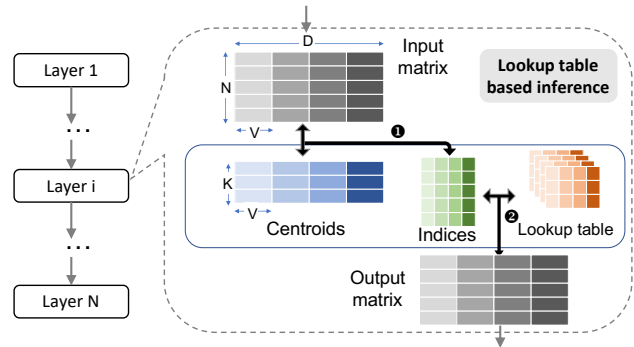 Layer 1
...
Layer i
...
Layer N
D
Input
matrix
N
V
Lookup table
based inference
❶
K
V
Centroids
Indices
❷
Lookup table
Output
matrix